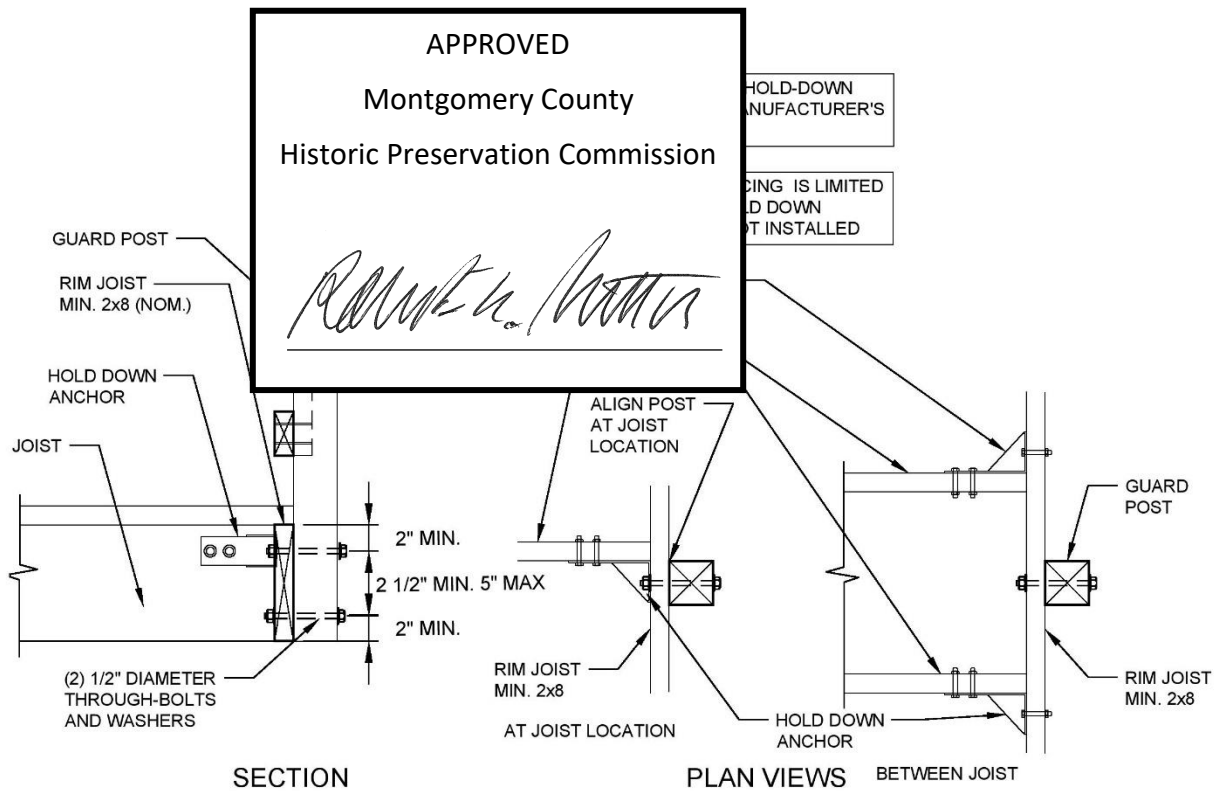 APPROVED
Montgomery County
Historic Preservation Commission
HOLD-DOWN
IS LIMITED
DOWN
INSTALLED
GUARD POST
RIM JOIST
MIN. 2x8 (NOM.)
HOLD DOWN
ANCHOR
JOIST
2" MIN.
2 1/2" MIN. 5" MAX
2" MIN.
(2) 1/2" DIAMETER
THROUGH-BOLTS
AND WASHERS
SECTION
ALIGN POST
AT JOIST
LOCATION
RIM JOIST
MIN. 2x8
AT JOIST LOCATION
HOLD DOWN
ANCHOR
PLAN VIEWS
GUARD
POST
RIM JOIST
MIN. 2x8
BETWEEN JOIST